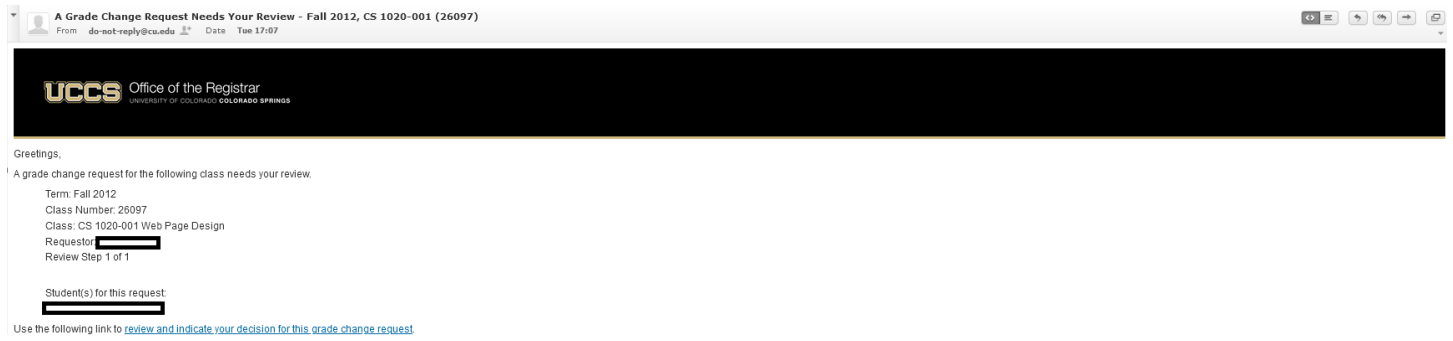 A Grade Change Request Needs Your Review - Fall 2012, CS 1020-001 (26097)
From do-not-reply@cu.edu Date Tue 17:07
UCCS Office of the Registrar
UNIVERSITY OF COLORADO COLORADO SPRINGS
Greetings,
A grade change request for the following class needs your review.
Term: Fall 2012
Class Number: 26097
Class: CS 1020-001 Web Page Design
Requestor:
Review Step 1 of 1
Student(s) for this request:
Use the following link to review and indicate your decision for this grade change request.